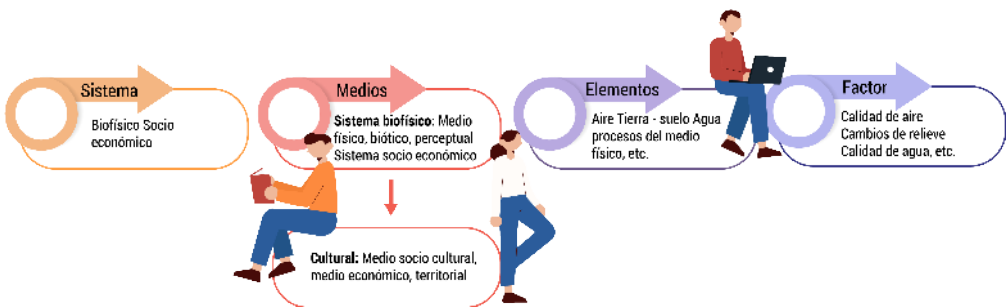 Sistema
Biofísico Socio
económico
Medios
Sistema biofísico: Medio
físico, biótico, perceptual
Sistema socio económico
Cultural: Medio socio cultural,
medio económico, territorial
Elementos
Aire Tierra - suelo Agua
procesos del medio
físico, etc.
Factor
Calidad de aire
Cambios de relieve
Calidad de agua, etc.